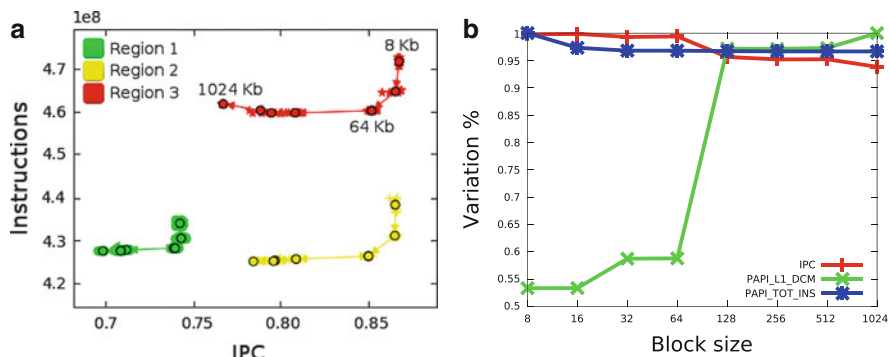 a
1e8
Region 1
Region 2
Region 3
8 Kb
1024 Kb
64 Kb
4.7
4.6
4.5
4.4
4.3
4.2
Instructions
0.7 0.75 0.80 0.85
IPC
b
1
0.95
0.9
0.85
0.8
0.75
0.7
0.65
0.6
0.55
0.5
Variation %
IPC
PAPI_L1_DCM
PAPI_TOT_INS
8 16 32 64 128 256 512 1024
Block size